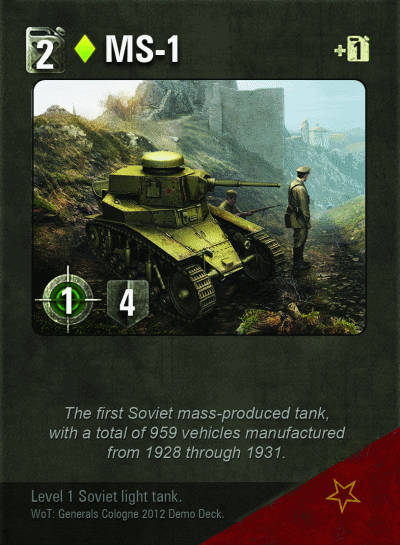 2 MS-1 +1
1 4
The first Soviet mass-produced tank,
with a total of 959 vehicles manufactured
from 1928 through 1931.
Level 1 Soviet light tank.
WoT: Generals Cologne 2012 Demo Deck.